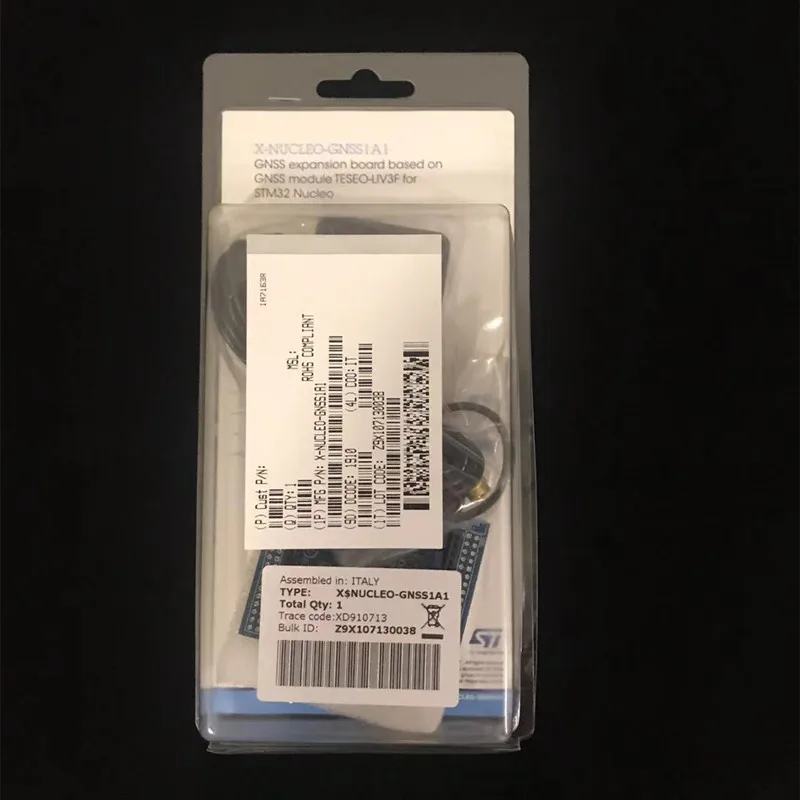 X-NUCLEO-GNSS1A1
GNSS expansion board based on
GNSS module TESEO-LIV3F for
STM32 Nucleo
1A7163R
MSL:
ROHS COMPLIANT
(P) Cust P/N:
(Q) QTY: 1
(1P) MFG P/N: X-NUCLEO-GNSS1A1
(9D) DCODE: 1910
(4L) COO: IT
(1T) LOT CODE: Z9X107130038
Assembled in: ITALY
TYPE: X$NUCLEO-GNSS1A1
Total Qty: 1
Trace code:XD910713
Bulk ID: Z9X107130038
ST